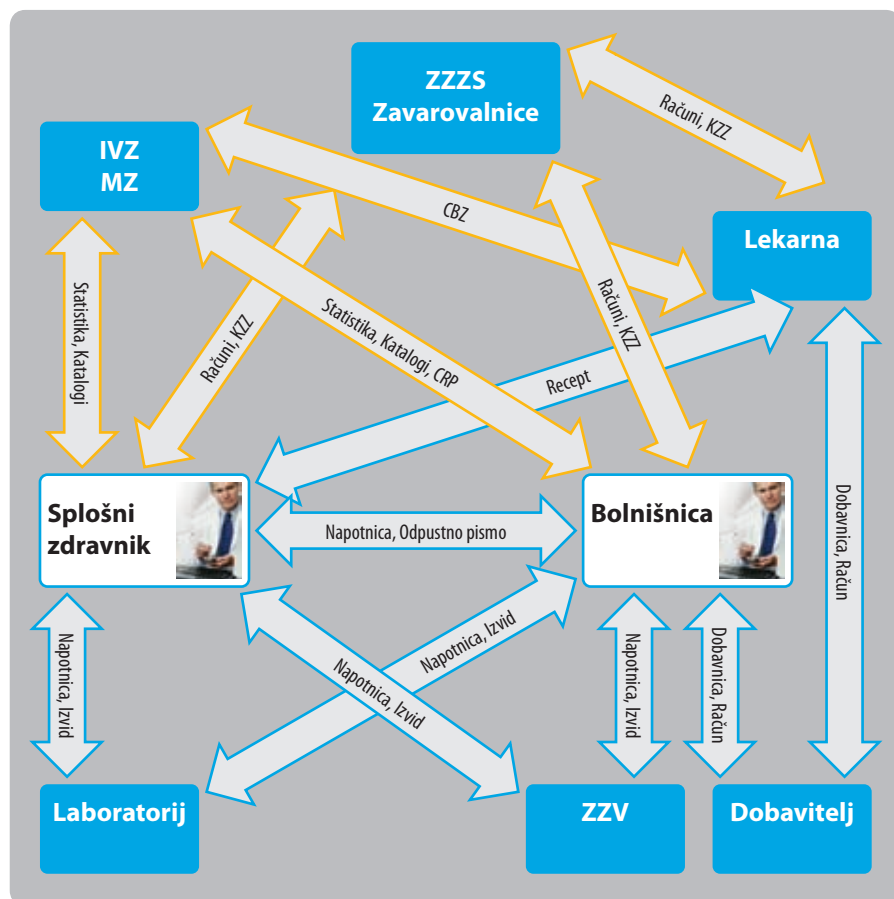 ZZZS
Zavarovalnice
Računi, KZZ
IVZ
MZ
CBZ
Lekarna
Statistika, Katalogi
Računi, KZZ
Statistika, Katalogi, CRP
Računi, KZZ
Recept
Splošni
zdravnik
Napotnica, Odpustno pismo
Bolnišnica
Dobavnica, Račun
Napotnica, Izvid
Napotnica, Izvid
Napotnica, Izvid
Napotnica, Izvid
Dobavnica, Račun
Laboratorij
ZZV
Dobavitelj